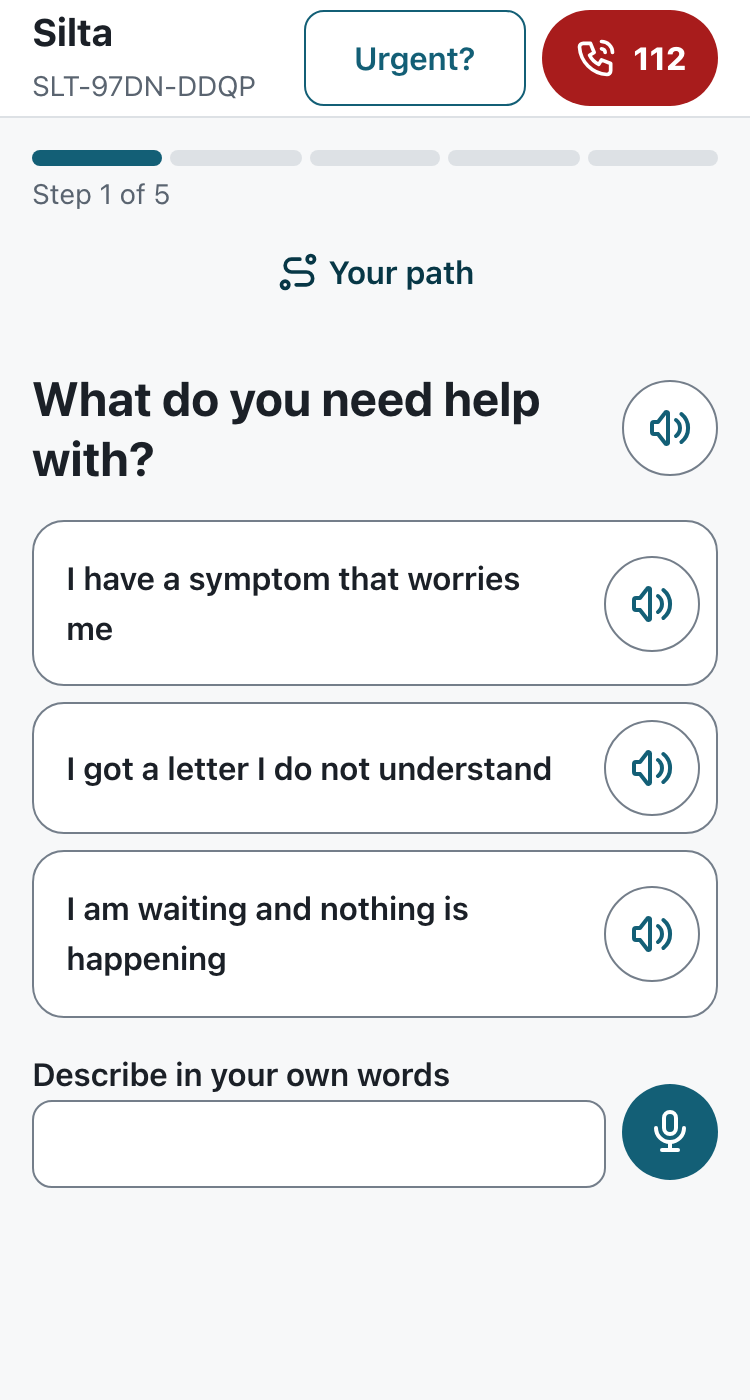 Silta
SLT-97DN-DDQP
Urgent?
112
Step 1 of 5
Your path
What do you need help
with?
I have a symptom that worries
me
I got a letter I do not understand
I am waiting and nothing is
happening
Describe in your own words